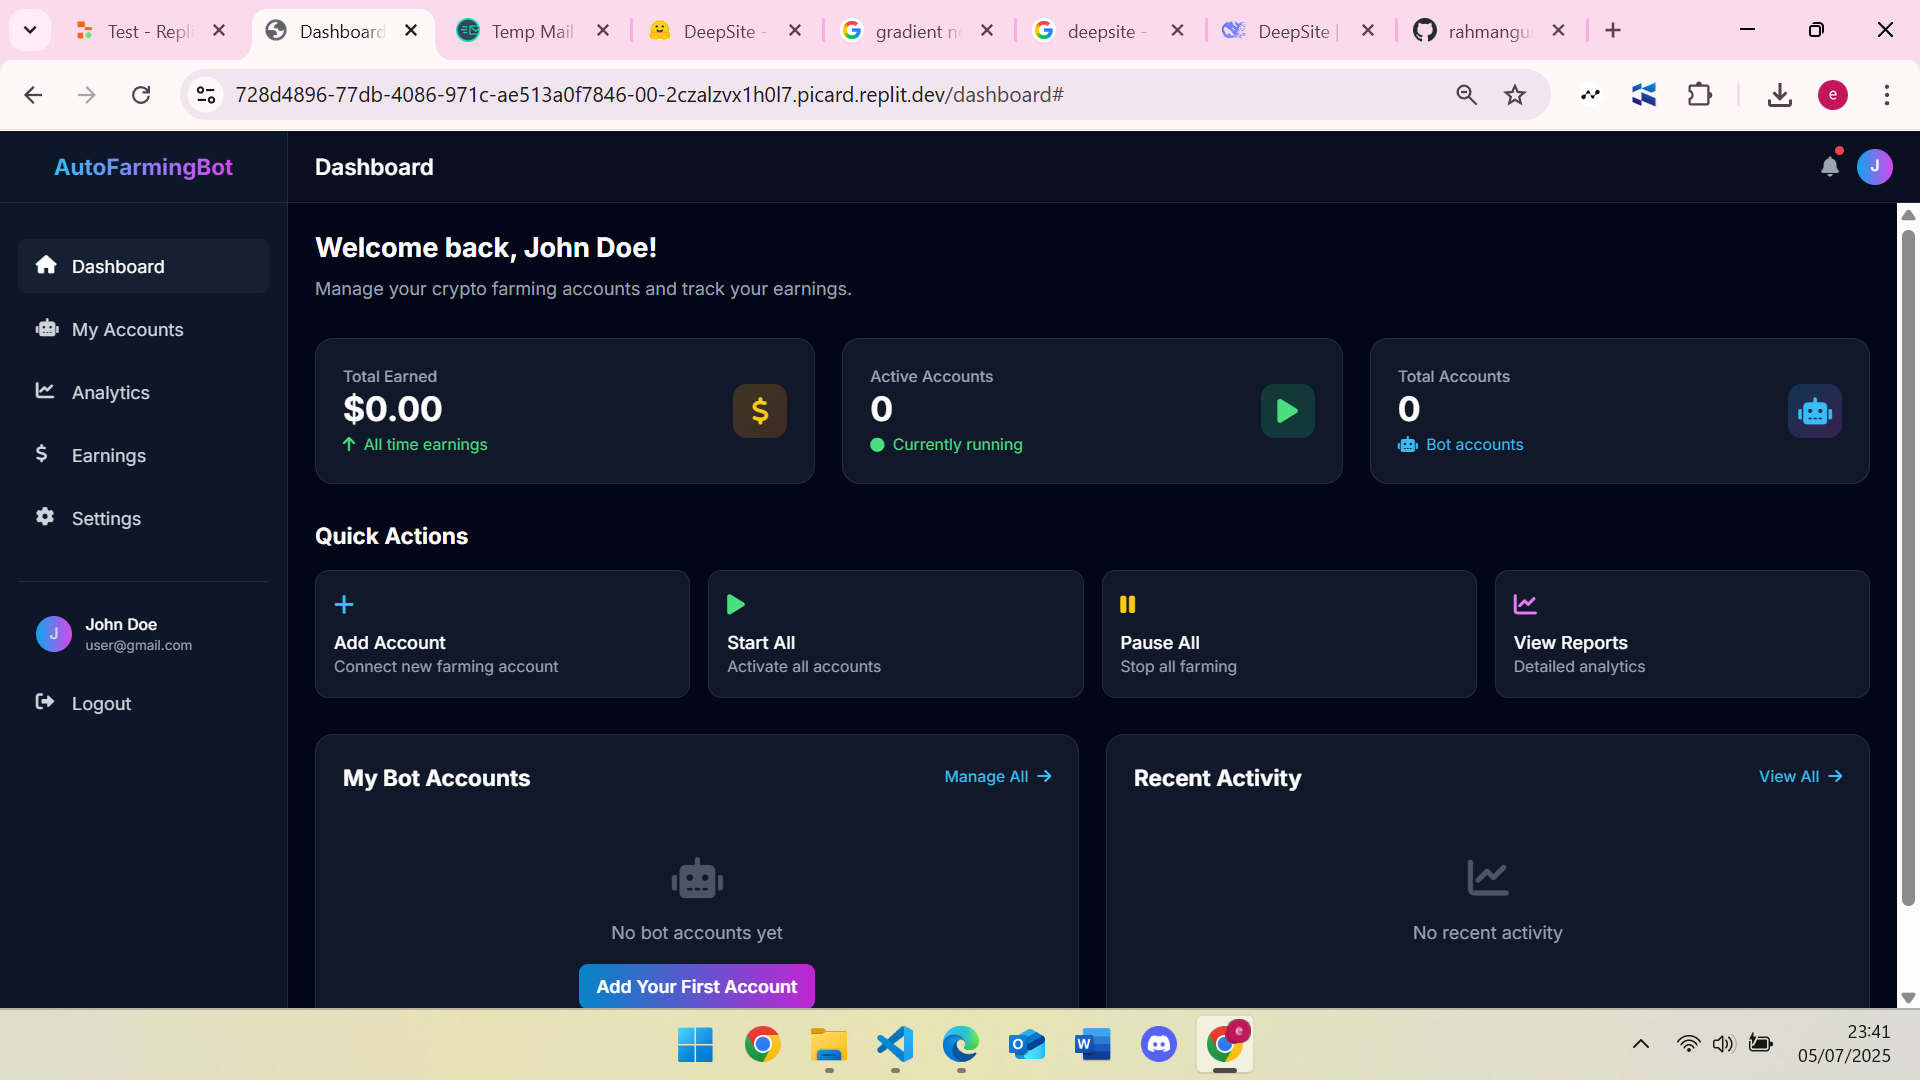 Test - Repli
Dashboard
Temp Mail
DeepSite -
gradient ne
deepsite -
DeepSite |
rahmangu
728d4896-77db-4086-971c-ae513a0f7846-00-2czalzvx1h0l7.picard.replit.dev/dashboard#
e
AutoFarmingBot
Dashboard
J
Dashboard
My Accounts
Analytics
Earnings
Settings
J
John Doe
user@gmail.com
Logout
Welcome back, John Doe!
Manage your crypto farming accounts and track your earnings.
Total Earned
$0.00
All time earnings
Active Accounts
0
Currently running
Total Accounts
0
Bot accounts
Quick Actions
Add Account
Connect new farming account
Start All
Activate all accounts
Pause All
Stop all farming
View Reports
Detailed analytics
My Bot Accounts
Manage All
No bot accounts yet
Add Your First Account
Recent Activity
View All
No recent activity
e
23:41
05/07/2025